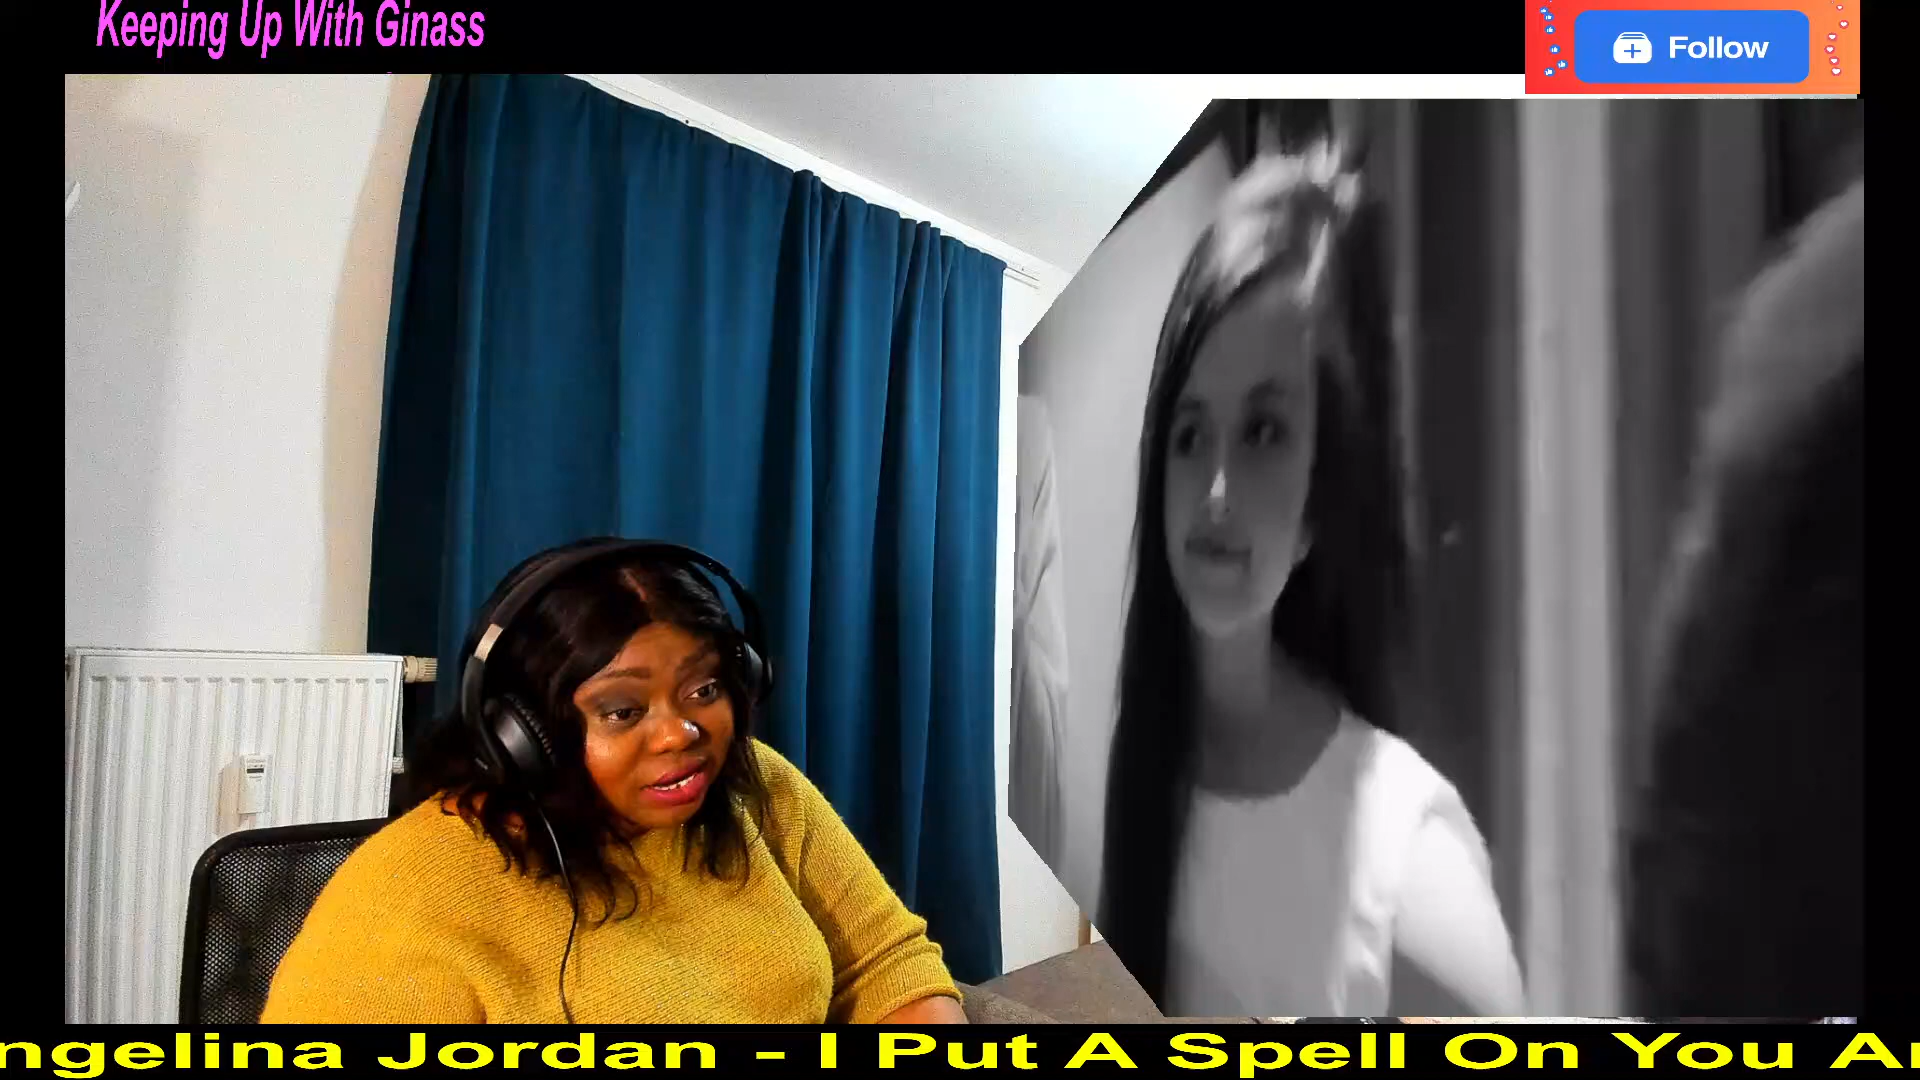 Keeping Up With Ginass
Follow
ngelina Jordan - I Put A Spell On You A